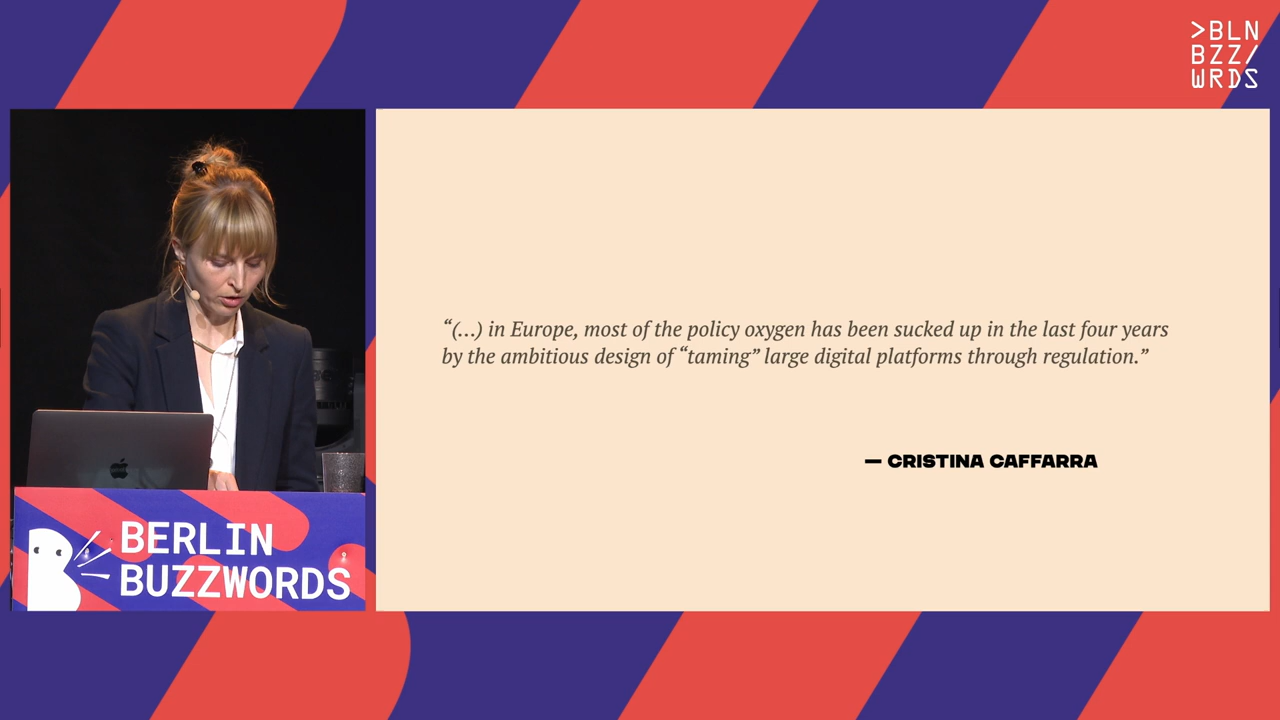 >BLN
BZZ/
WRDS
“(...) in Europe, most of the policy oxygen has been sucked up in the last four years
by the ambitious design of “taming” large digital platforms through regulation.”
— CRISTINA CAFFARRA
BERLIN
BUZZWORDS